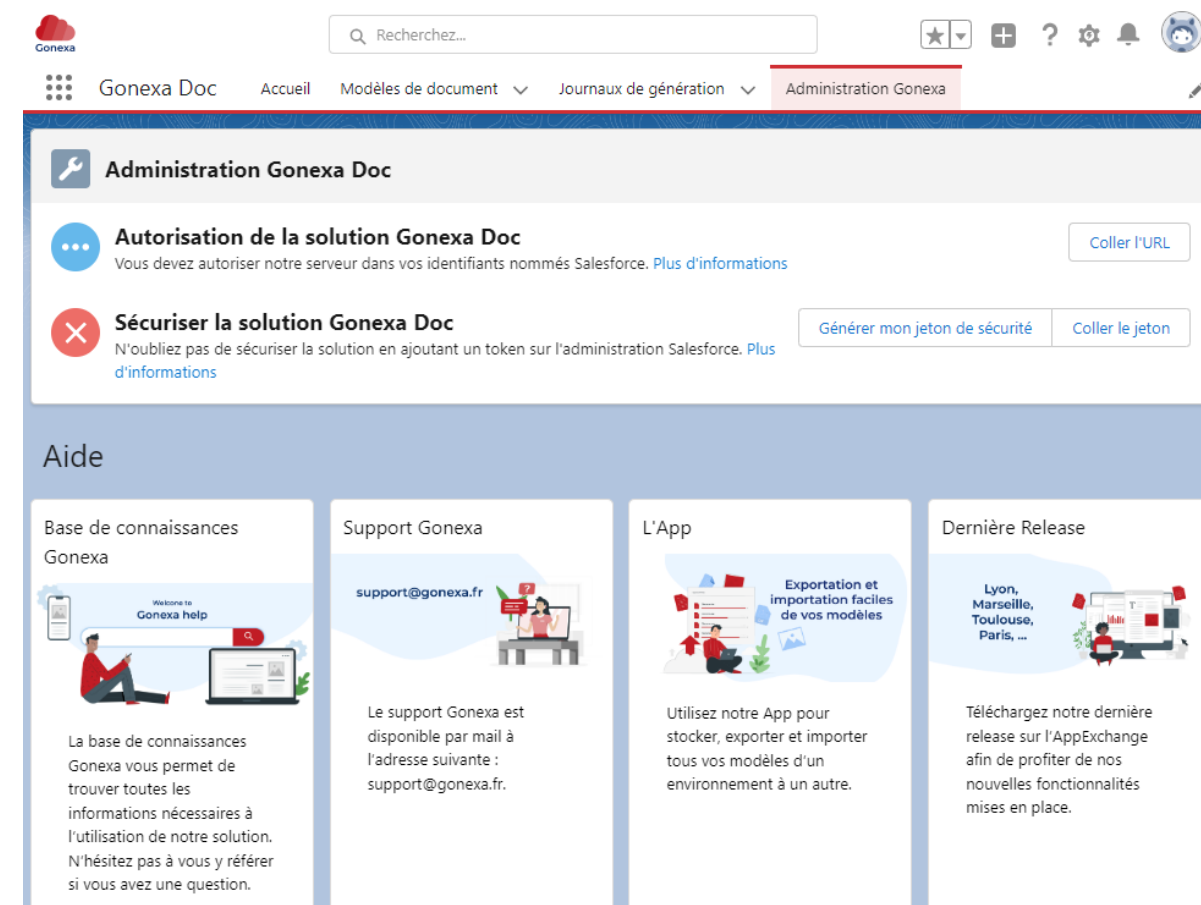 Gonexa
Recherchez...
Gonexa Doc
Accueil
Modèles de document
Journaux de génération
Administration Gonexa
Administration Gonexa Doc
Autorisation de la solution Gonexa Doc
Vous devez autoriser notre serveur dans vos identifiants nommés Salesforce. Plus d'informations
Coller l'URL
Sécuriser la solution Gonexa Doc
N'oubliez pas de sécuriser la solution en ajoutant un token sur l'administration Salesforce. Plus
d'informations
Générer mon jeton de sécurité
Coller le jeton
Aide
Base de connaissances
Gonexa
Welcome to
Gonexa help
La base de connaissances
Gonexa vous permet de
trouver toutes les
informations nécessaires à
l'utilisation de notre solution.
N'hésitez pas à vous y référer
si vous avez une question.
Support Gonexa
support@gonexa.fr
Le support Gonexa est
disponible par mail à
l'adresse suivante :
support@gonexa.fr.
L'App
Exportation et
importation faciles
de vos modèles
Utilisez notre App pour
stocker, exporter et importer
tous vos modèles d'un
environnement à un autre.
Dernière Release
Lyon,
Marseille,
Toulouse,
Paris, ...
Téléchargez notre dernière
release sur l'AppExchange
afin de profiter de nos
nouvelles fonctionnalités
mises en place.